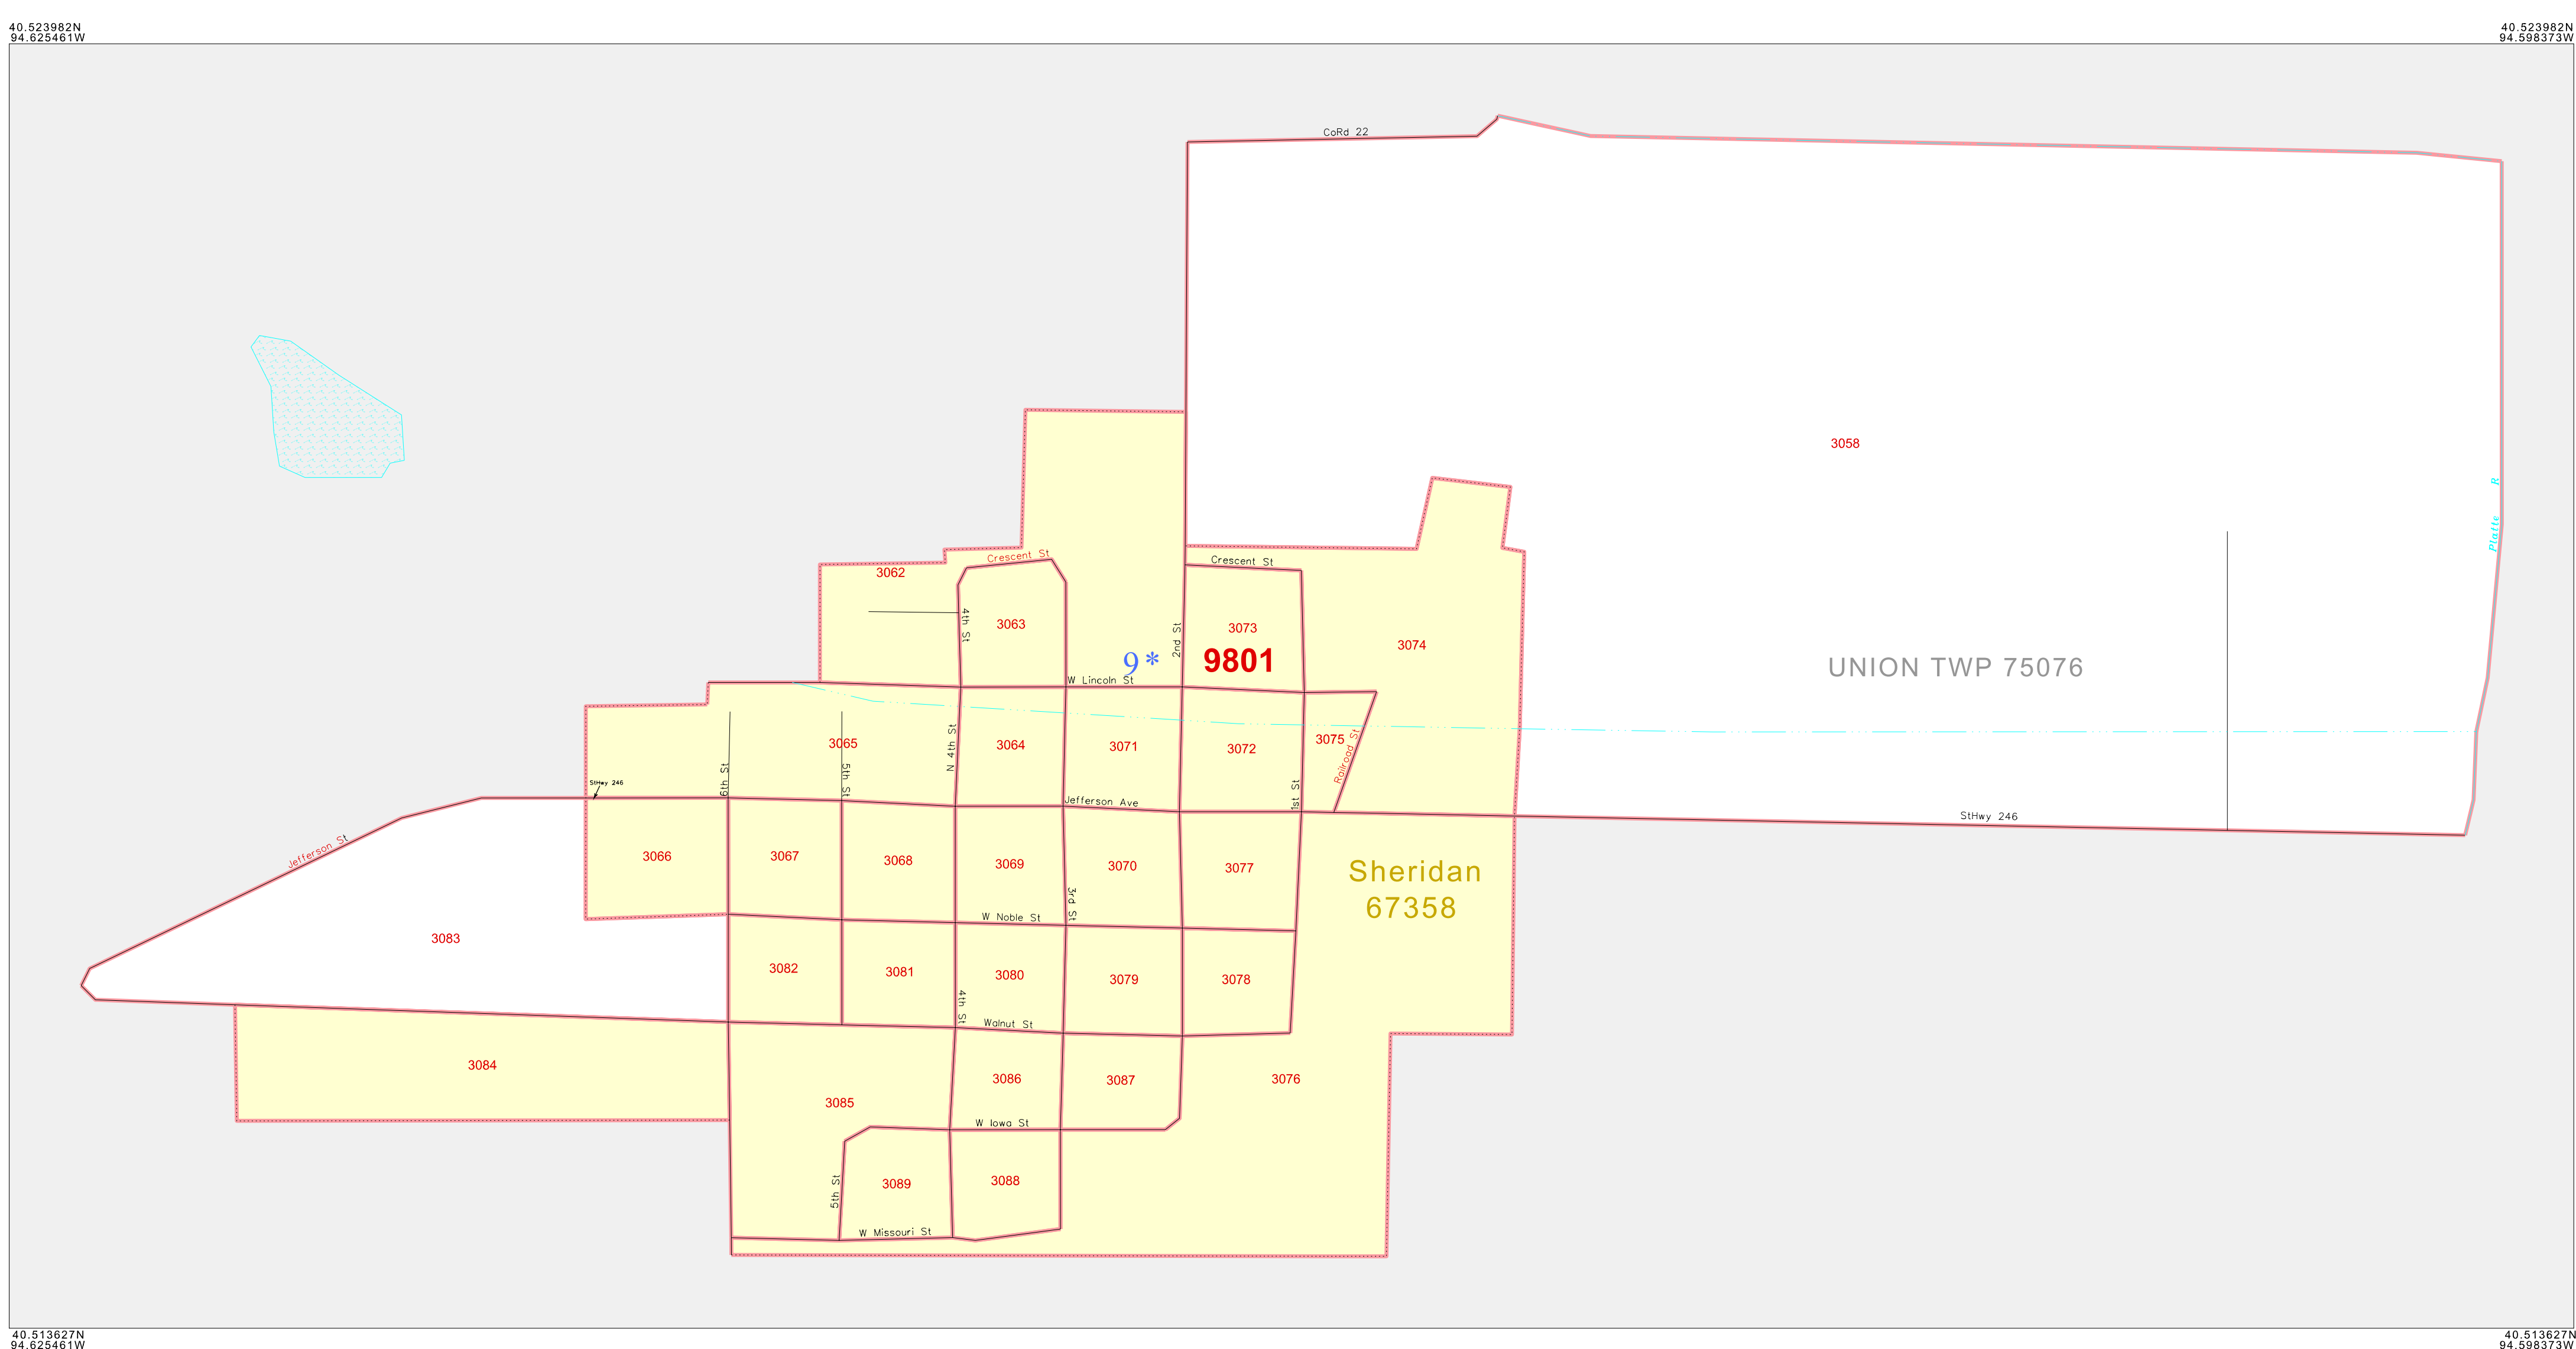 40.523982N
94.625461W
40.523982N
94.598373W
CoRd 22
3058
Platte R
Crescent St
Crescent St
3062
4th St
3063
2nd St
3073
9*
9801
3074
UNION TWP 75076
W Lincoln St
3065
N 4th St
3064
3071
3072
3075
Railroad St
StHwy 246
6th St
5th St
Jefferson Ave
1st St
StHwy 246
Jefferson St
3066
3067
3068
3069
3070
3077
Sheridan
67358
3rd St
W Noble St
3083
3082
3081
3080
3079
3078
4th St
Walnut St
3084
3085
3086
3087
3076
W Iowa St
5th St
3089
3088
W Missouri St
40.513627N
94.625461W
40.513627N
94.598373W